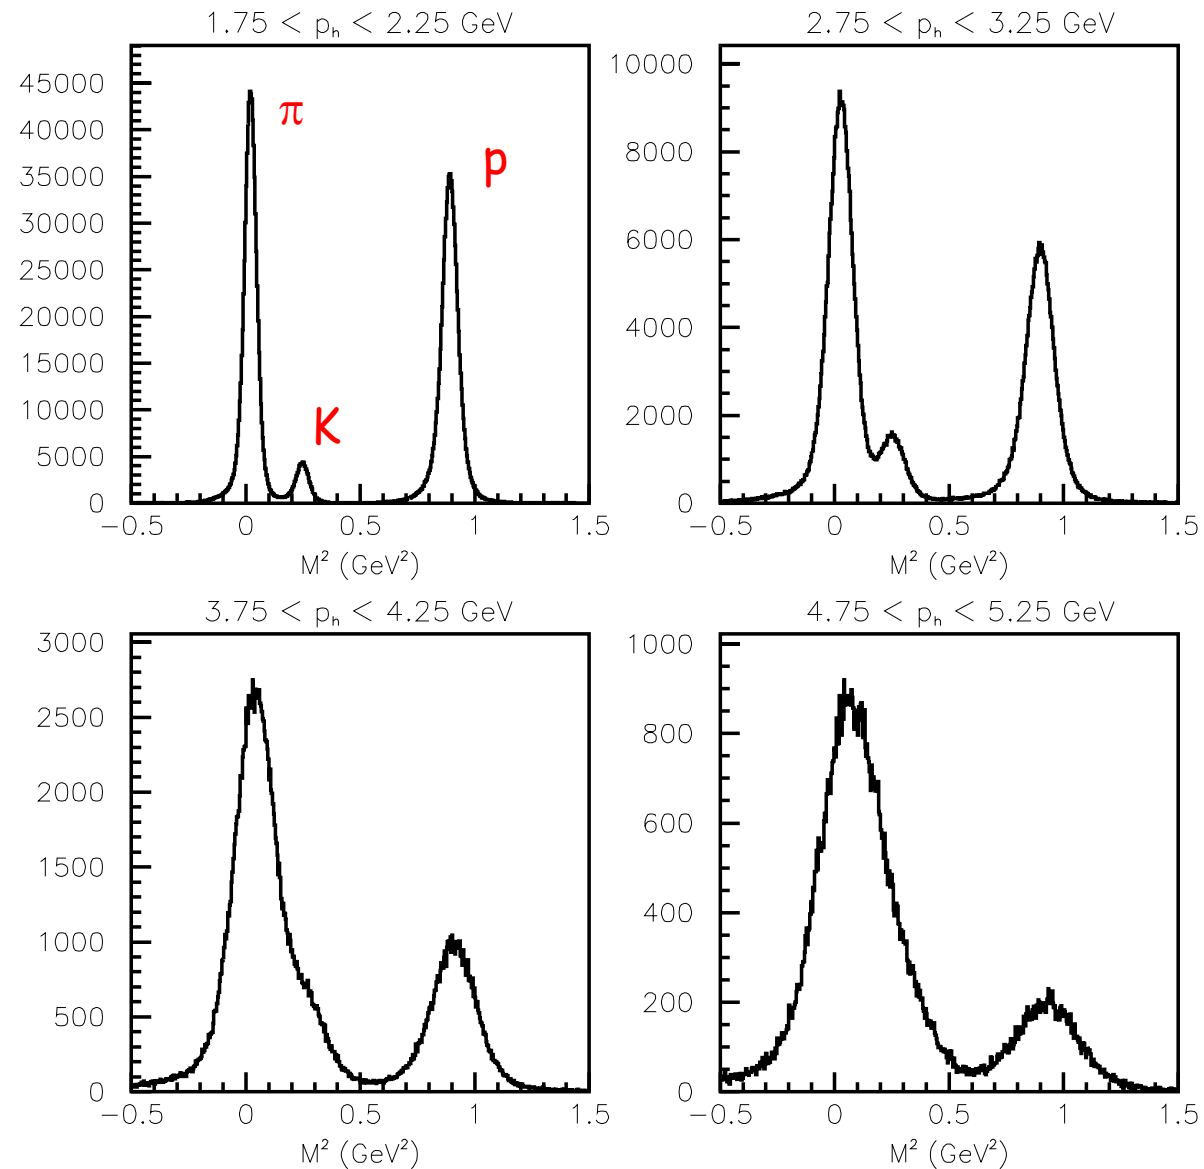 1.75 < pₕ < 2.25 GeV
45000
40000
35000
30000
25000
20000
15000
10000
5000
0
π
K
p
−0.5 0 0.5 1 1.5
M² (GeV²)
2.75 < pₕ < 3.25 GeV
10000
8000
6000
4000
2000
0
−0.5 0 0.5 1 1.5
M² (GeV²)
3.75 < pₕ < 4.25 GeV
3000
2500
2000
1500
1000
500
0
−0.5 0 0.5 1 1.5
M² (GeV²)
4.75 < pₕ < 5.25 GeV
1000
800
600
400
200
0
−0.5 0 0.5 1 1.5
M² (GeV²)